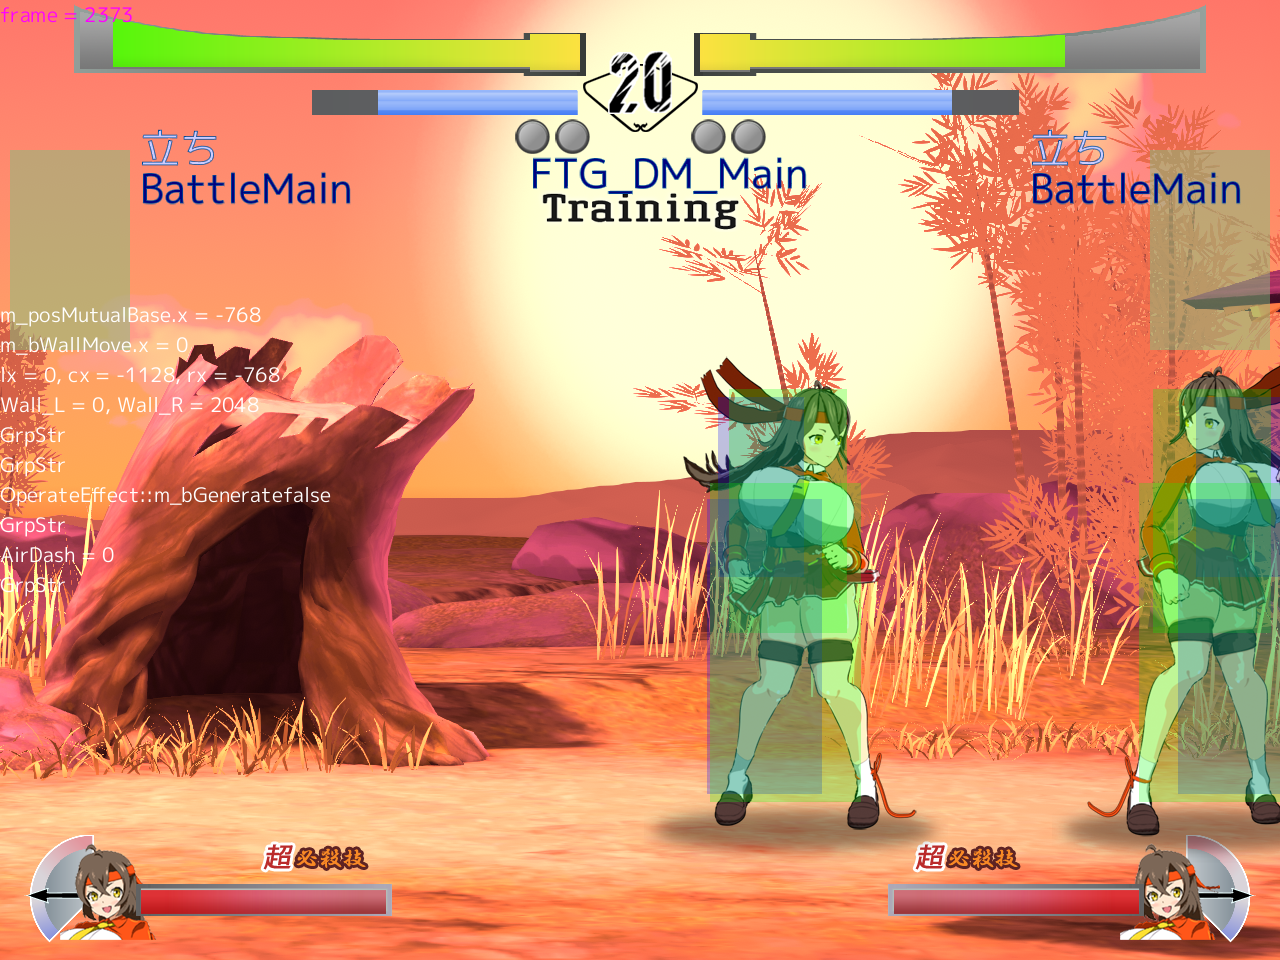 frame = 2373
20
立ち
BattleMain
FTG_DM_Main
Training
立ち
BattleMain
m_posMutualBase.x = -768
m_bWallMove.x = 0
lx = 0, cx = -1128, rx = -768
Wall_L = 0, Wall_R = 2048
GrpStr
GrpStr
OperateEffect::m_bGeneratefalse
GrpStr
AirDash = 0
GrpStr
超必殺技
超必殺技